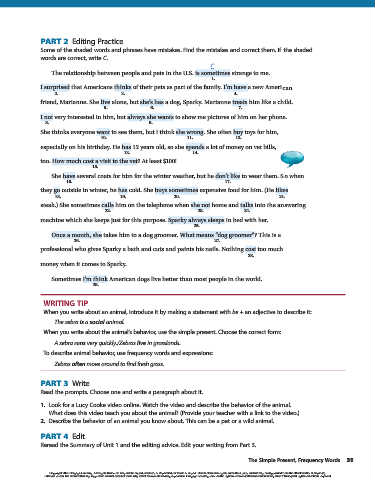 PART 2 Editing Practice
Some of the shaded words and phrases have mistakes. Find the mistakes and correct them. If the shaded
words are correct, write C.
C
The relationship between people and pets in the U.S. is sometimes strange to me.
1.
I surprised that Americans thinks of their pets as part of the family. I'm have a new American
2. 3. 4.
friend, Marianne. She live alone, but she's has a dog, Sparky. Marianne treats him like a child.
5. 6. 7.
I not very interested in him, but always she wants to show me pictures of him on her phone.
8. 9.
She thinks everyone want to see them, but I think she wrong. She often buy toys for him,
10. 11. 12.
especially on his birthday. He has 12 years old, so she spends a lot of money on vet bills,
13. 14.
too. How much cost a visit to the vet? At least $100!
15.
She have several coats for him for the winter weather, but he don't like to wear them. So when
16. 17.
they go outside in winter, he has cold. She buys sometimes expensive food for him. (He likes
18. 19. 20. 21.
steak.) She sometimes calls him on the telephone when she not home and talks into the answering
22. 23. 24.
machine which she keeps just for this purpose. Sparky always sleeps in bed with her.
25.
Once a month, she takes him to a dog groomer. What means "dog groomer"? This is a
26. 27.
professional who gives Sparky a bath and cuts and paints his nails. Nothing cost too much
28.
money when it comes to Sparky.
Sometimes I'm think American dogs live better than most people in the world.
WRITING TIP
When you write about an animal, introduce it by making a statement with be + an adjective to describe it:
The zebra is a social animal.
When you write about the animal's behavior, use the simple present. Choose the correct form:
A zebra runs very quickly./Zebras live in grasslands.
To describe animal behavior, use frequency words and expressions:
Zebras often move around to find fresh grass.
PART 3 Write
Read the prompts. Choose one and write a paragraph about it.
1. Look for a Lucy Cooke video online. Watch the video and describe the behavior of the animal.
What does this video teach you about the animal? (Provide your teacher with a link to the video.)
2. Describe the behavior of an animal you know about. This can be a pet or a wild animal.
PART 4 Edit
Reread the Summary of Unit 1 and the editing advice. Edit your writing from Part 3.
The Simple Present, Frequency Words